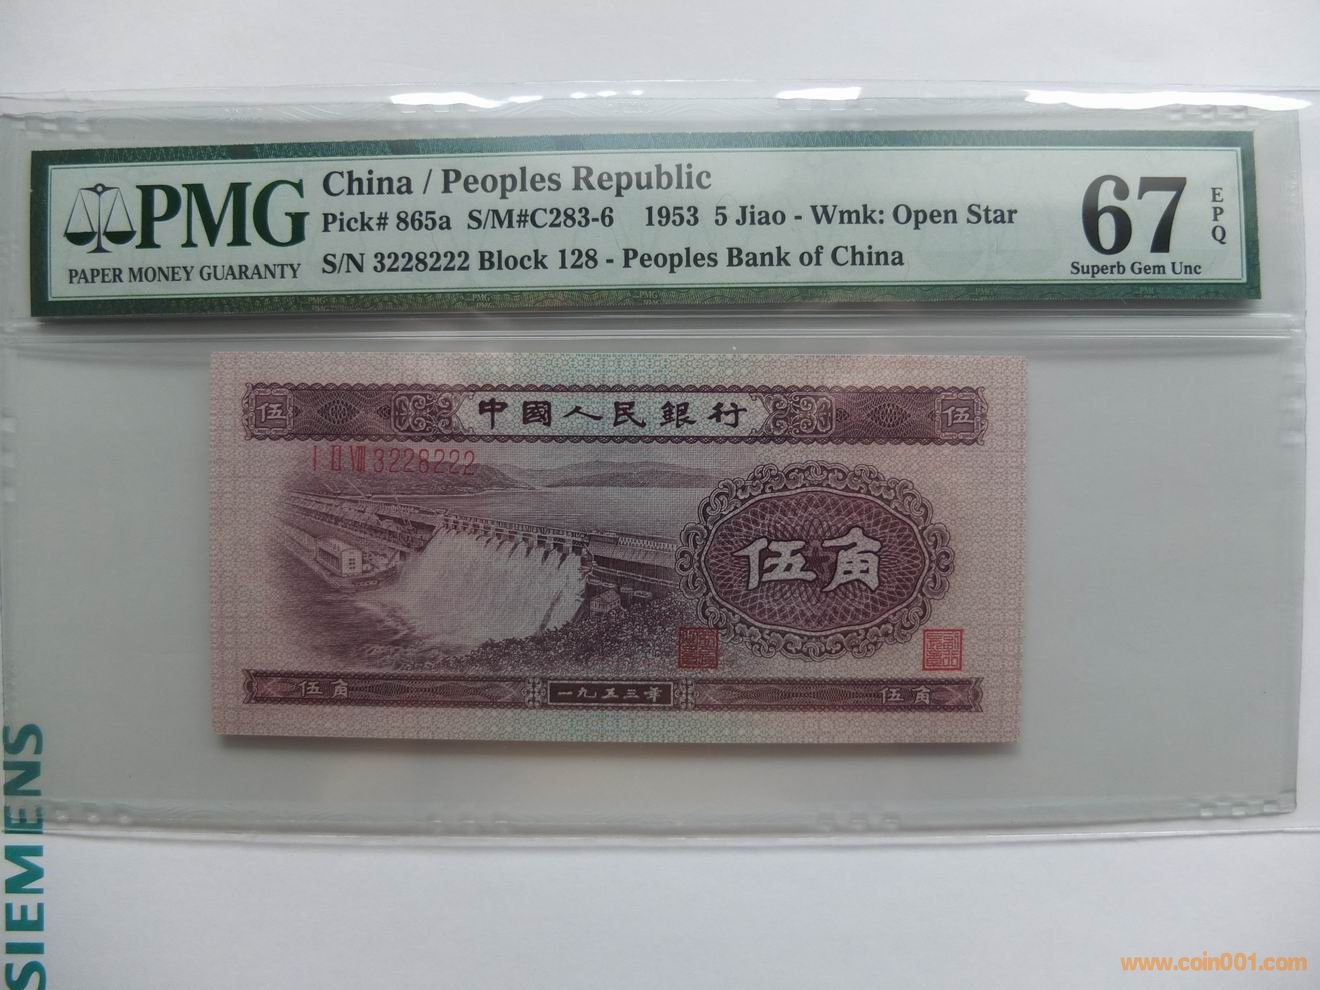 PMG
PAPER MONEY GUARANTY
China / Peoples Republic
Pick# 865a S/M#C283-6 1953 5 Jiao - Wmk: Open Star
S/N 3228222 Block 128 - Peoples Bank of China
67
EPQ
Superb Gem Unc
伍 中國人民銀行 伍
I II VIII 3228222
伍角
伍角 一九五三年 伍角
SIEMENS
www.coin001.com